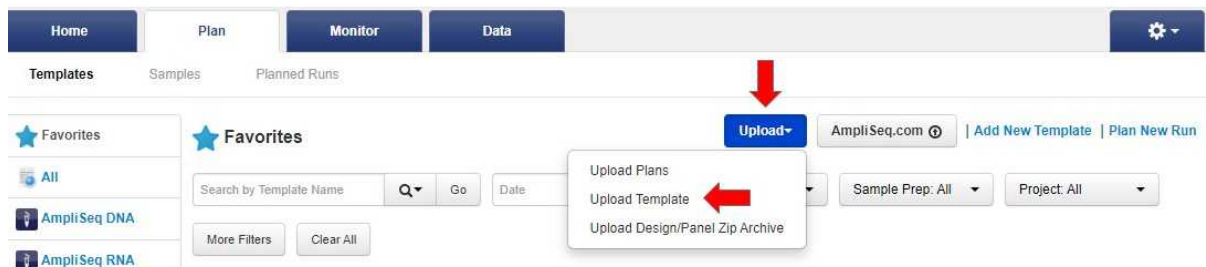 Home Plan Monitor Data
Templates Samples Planned Runs
Favorites
All
AmpliSeq DNA
AmpliSeq RNA
Favorites
Upload AmpliSeq.com | Add New Template | Plan New Run
Search by Template Name Go Date Sample Prep: All Project: All
More Filters Clear All
Upload Plans
Upload Template
Upload Design/Panel Zip Archive